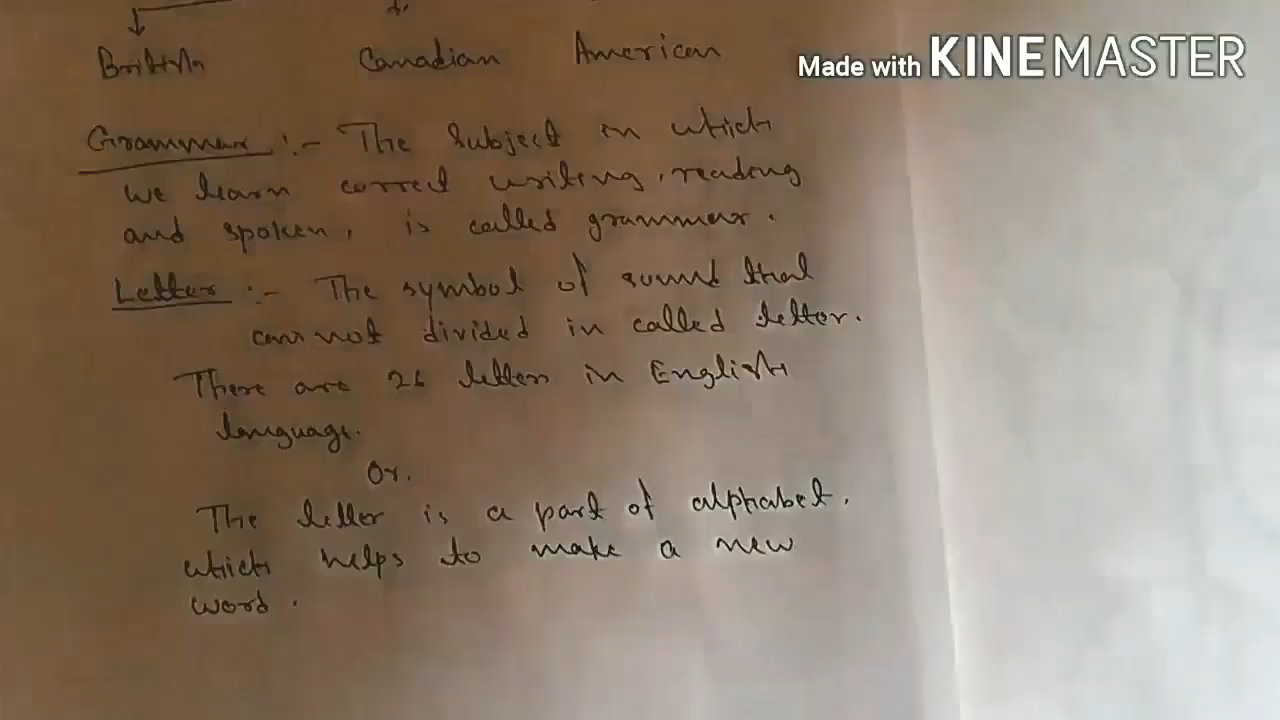 British Canadian American
Made with KINEMASTER
Grammar :- The Subject in which
we learn correct writing, reading
and spoken, is called grammar.
Letter :- The symbol of sound that
can not divided in called letter.
There are 26 letters in English
language.
Or.
The letter is a part of alphabet.
which helps to make a new
word.